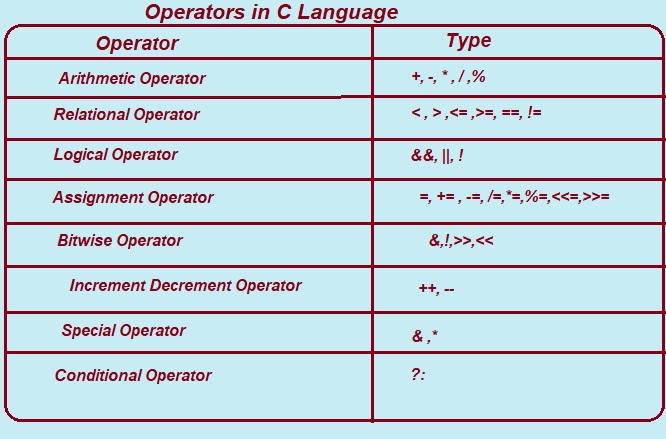 Operators in C Language
Operator Type
Arithmetic Operator +, -, * , / ,%
Relational Operator < , > ,<= ,>=, ==, !=
Logical Operator &&, ||, !
Assignment Operator =, += , -=, /=,*=,%=,<<=,>>=
Bitwise Operator &,!,>>,<<
Increment Decrement Operator ++, --
Special Operator & ,*
Conditional Operator ?: